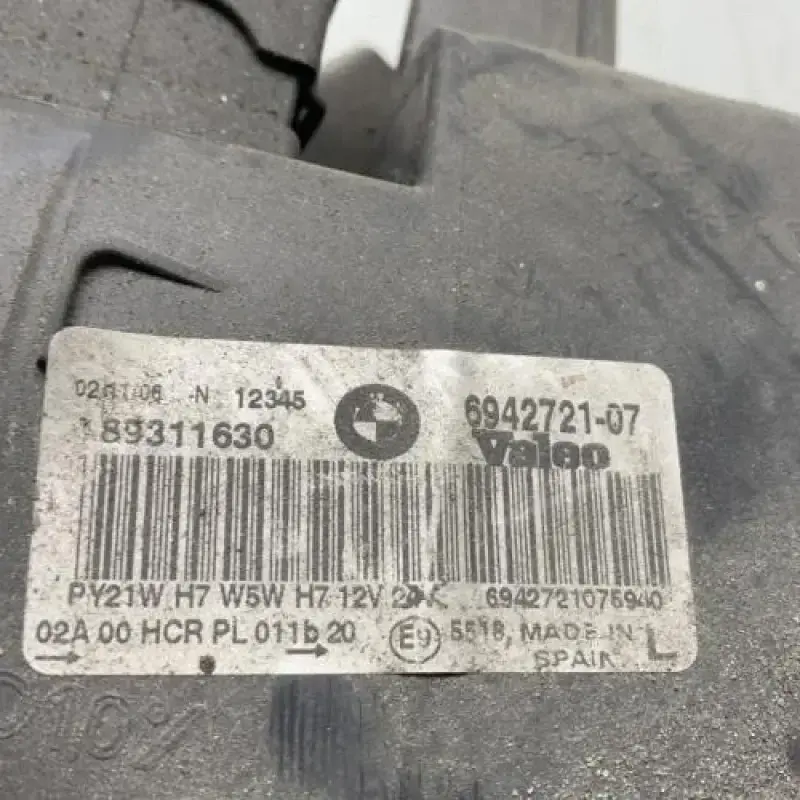 02/11/06 -N 12345
89311630
6942721-07
Valeo
PY21W H7 W5W H7 12V
6942721075940
02A 00 HCR PL 011b 20
E9 5518, MADE IN
SPAIN L
10%